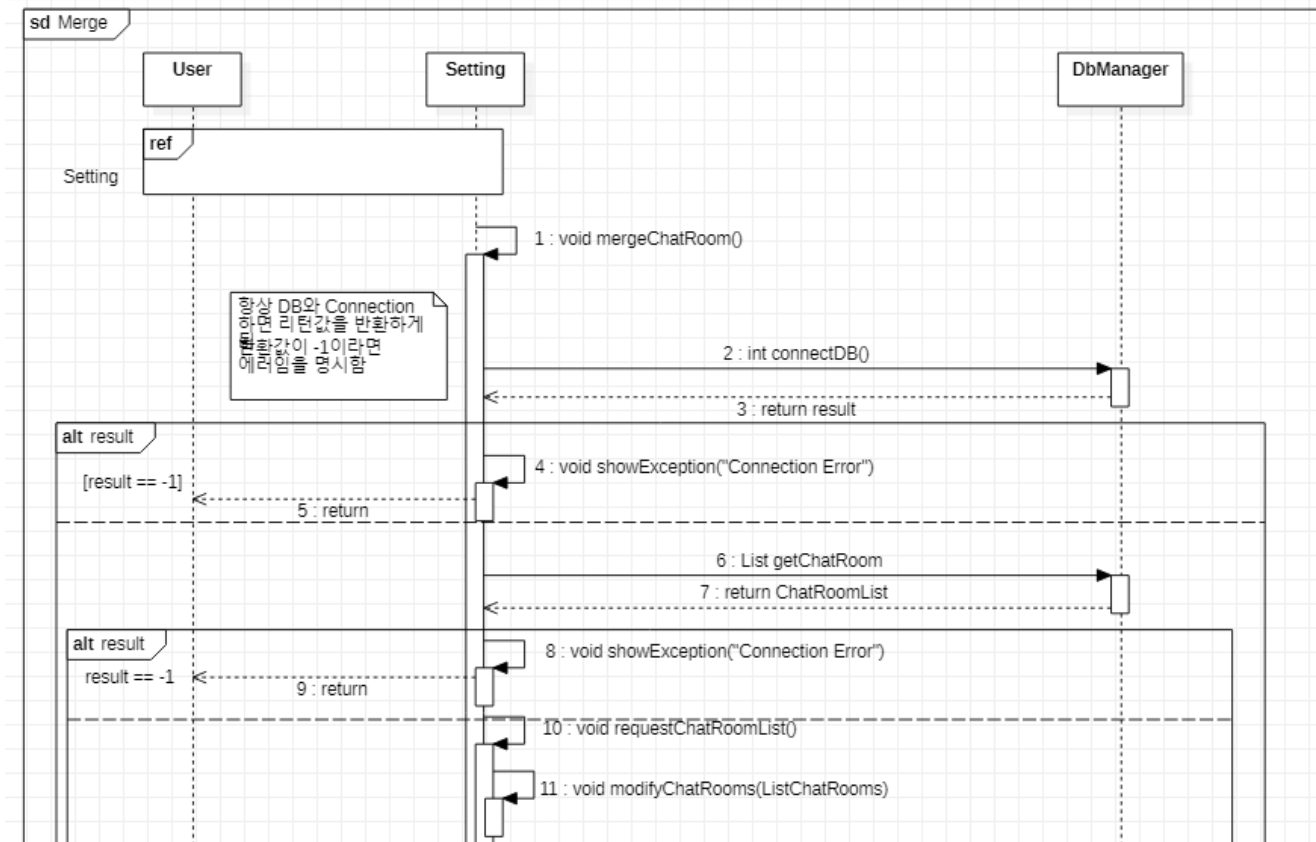 sd Merge
User
Setting
DbManager
ref
Setting
1 : void mergeChatRoom()
항상 DB와 Connection
하면 리턴값을 반환하게
반환값이 -1이라면
에러임을 명시함
2 : int connectDB()
3 : return result
alt result
[result == -1]
4 : void showException("Connection Error")
5 : return
6 : List getChatRoom
7 : return ChatRoomList
alt result
result == -1
8 : void showException("Connection Error")
9 : return
10 : void requestChatRoomList()
11 : void modifyChatRooms(ListChatRooms)